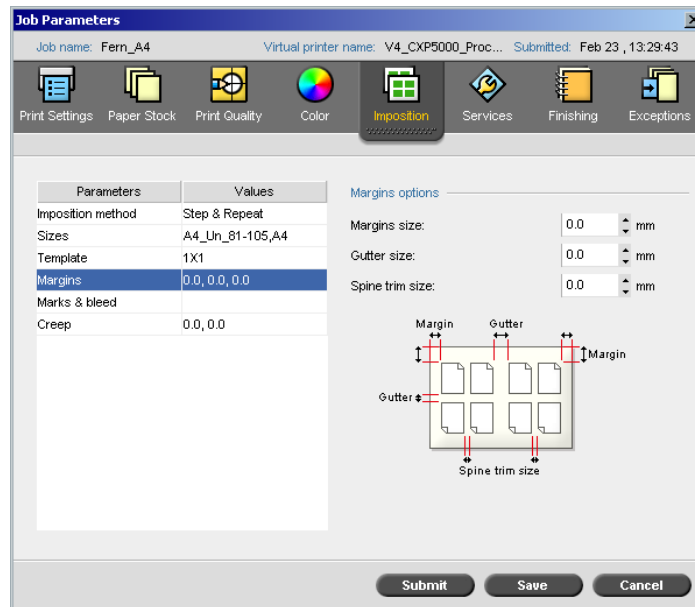 Job Parameters
Job name: Fern_A4 Virtual printer name: V4_CXP5000_Proc... Submitted: Feb 23 , 13:29:43
Print Settings Paper Stock Print Quality Color Imposition Services Finishing Exceptions
Parameters Values
Imposition method Step & Repeat
Sizes A4_Un_81-105,A4
Template 1X1
Margins 0.0, 0.0, 0.0
Marks & bleed
Creep 0.0, 0.0
Margins options
Margins size: 0.0 mm
Gutter size: 0.0 mm
Spine trim size: 0.0 mm
Margin Gutter
Margin
Gutter
Spine trim size
Submit Save Cancel